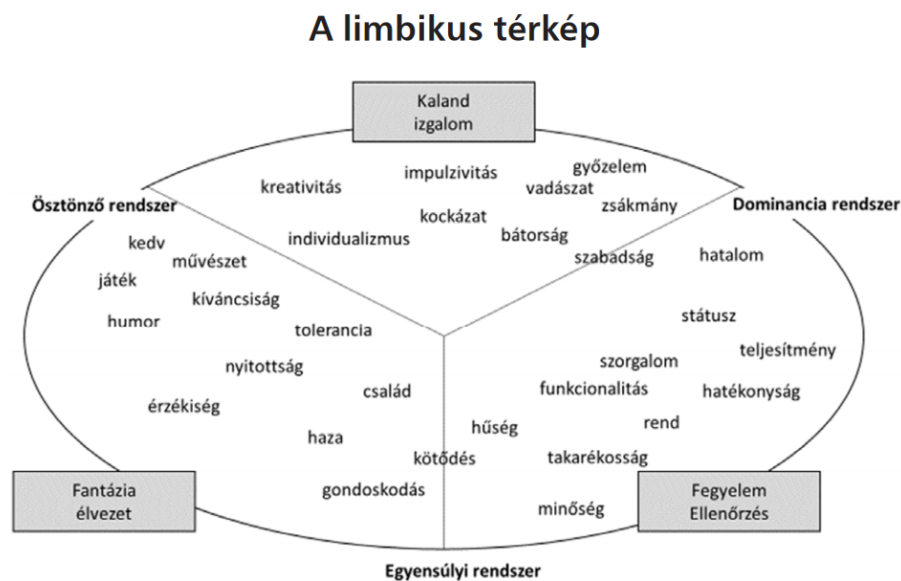 A limbikus térkép
Kaland
izgalom
győzelem
impulzivitás
kreativitás
vadászat
zsákmány
Ösztönző rendszer
Dominancia rendszer
kockázat
individualizmus
bátorság
kedv
művészet
szabadság
hatalom
játék
kíváncsiság
humor
tolerancia
státusz
teljesítmény
nyitottság
szorgalom
család
funkcionalitás
hatékonyság
érzékiség
haza
hűség
rend
kötődés
takarékosság
Fantázia
élvezet
gondoskodás
minőség
Fegyelem
Ellenőrzés
Egyensúlyi rendszer